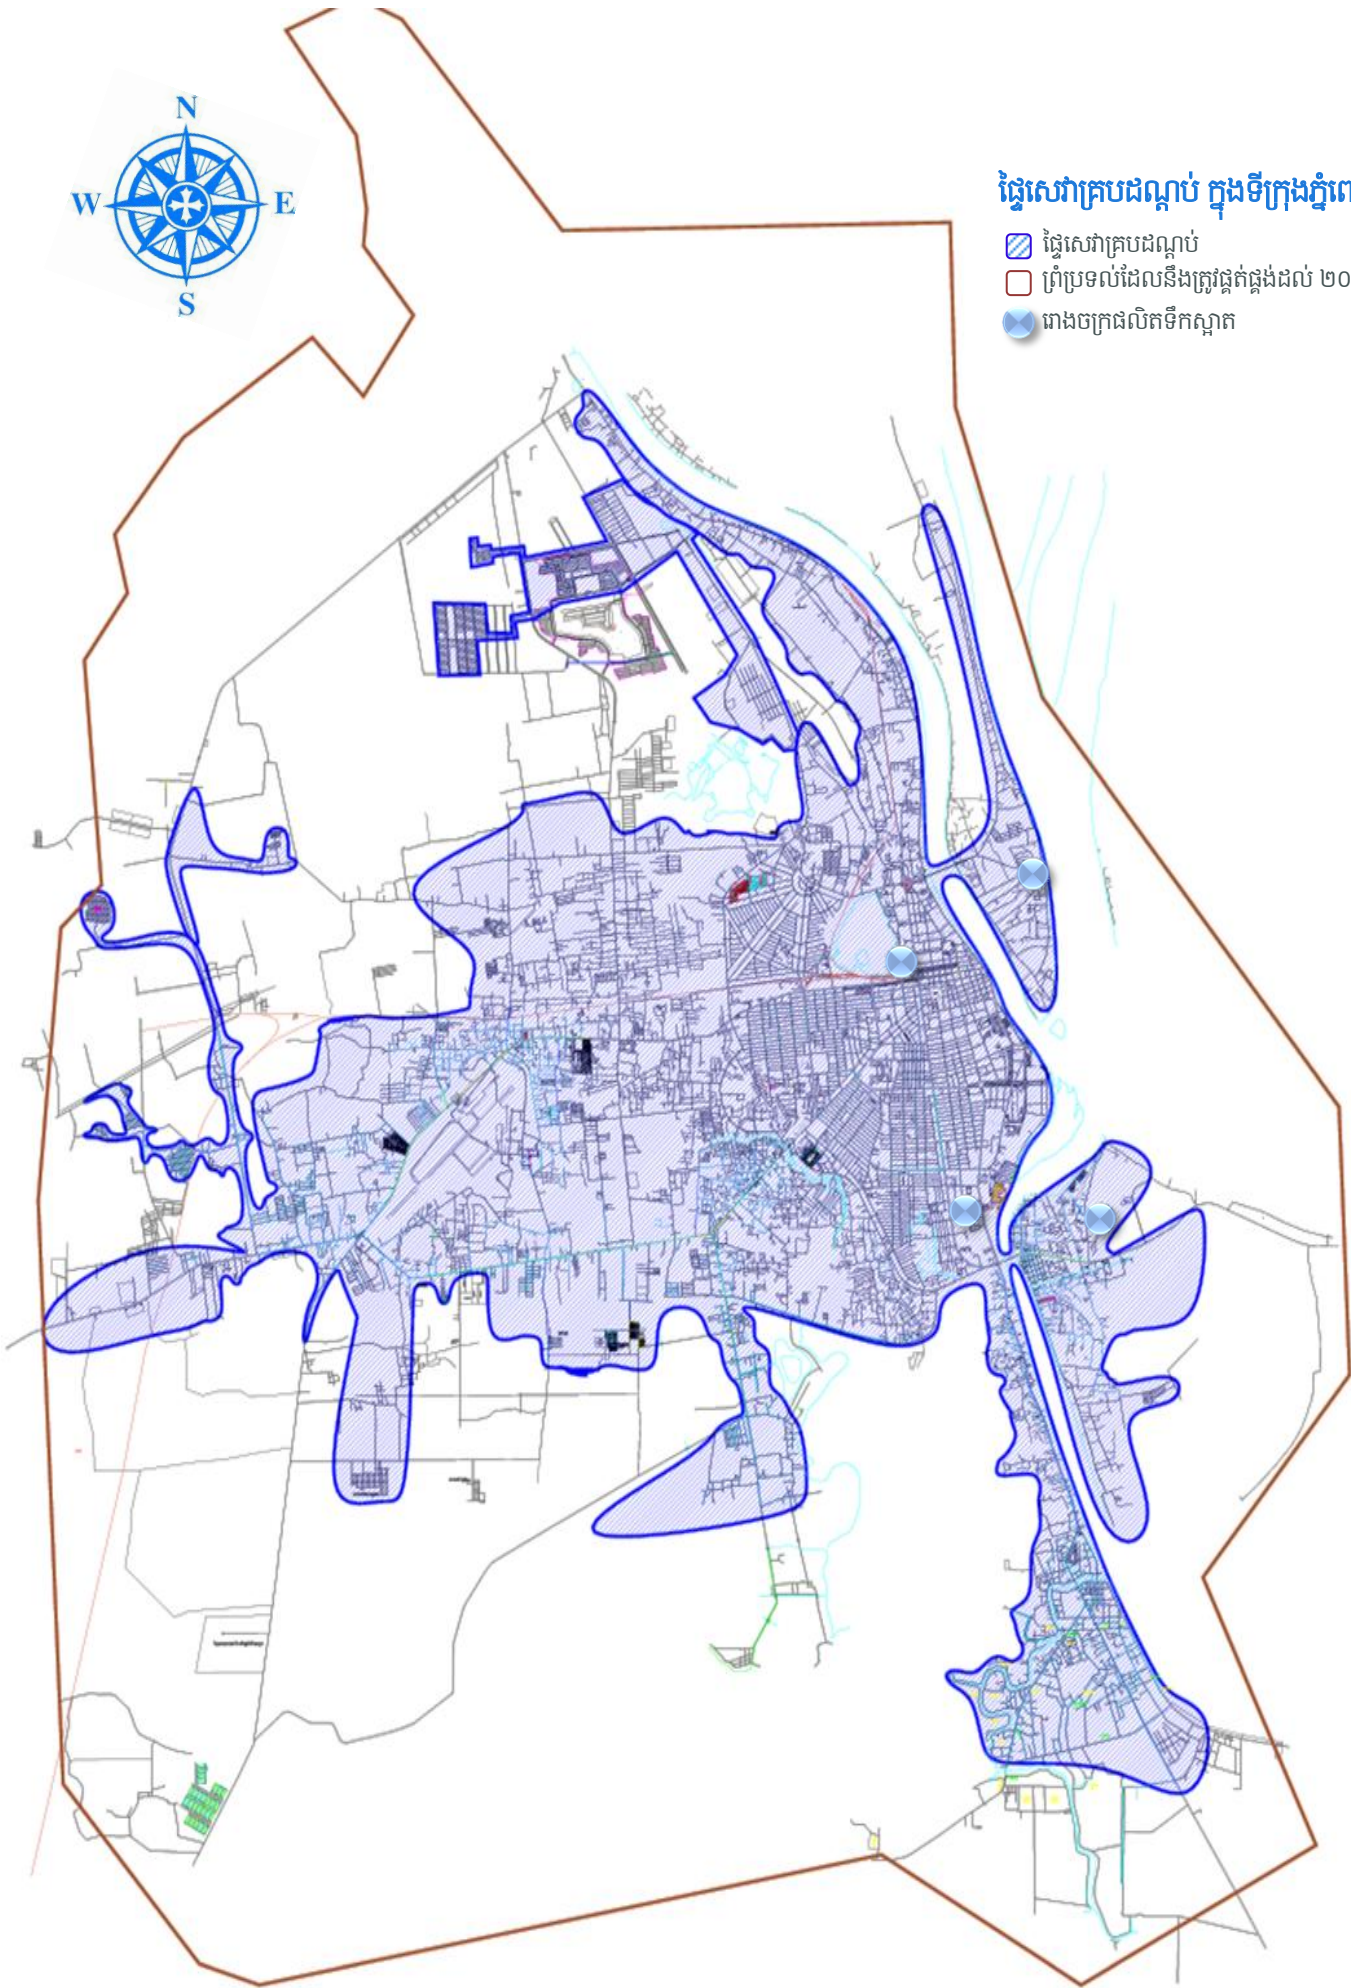 N
W E
S
ផ្ទៃសេវាគ្របដណ្តប់ ក្នុងទីក្រុងភ្នំពេ
ផ្ទៃសេវាគ្របដណ្តប់
ព្រំប្រទល់ដែលនឹងត្រូវផ្គត់ផ្គង់ដល់ ២០
រោងចក្រផលិតទឹកស្អាត